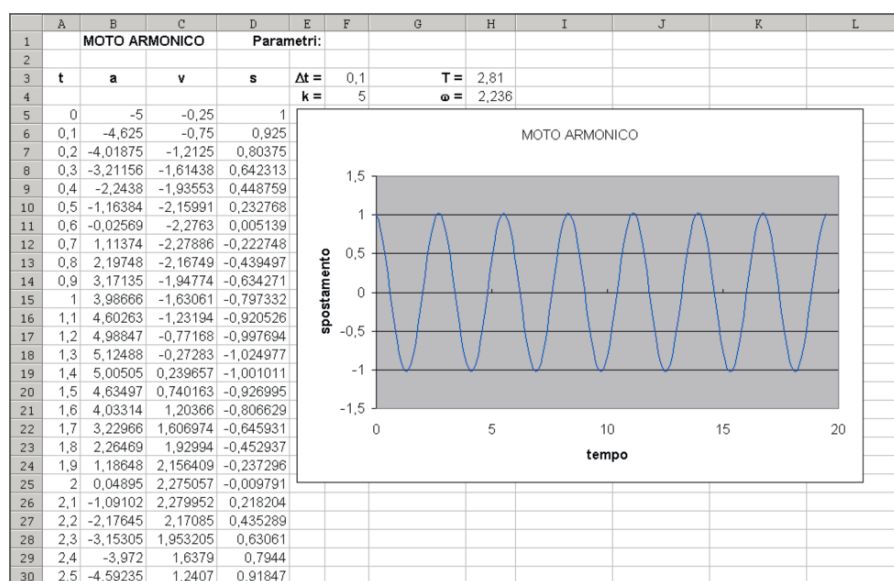 A B C D E F G H I J K L
1 MOTO ARMONICO Parametri:
2
3 t a v s Δt = 0,1 T = 2,81
4 k = 5 ω = 2,236
5 0 -5 -0,25 1
6 0,1 -4,625 -0,75 0,925
7 0,2 -4,01875 -1,2125 0,80375
8 0,3 -3,21156 -1,61438 0,642313
9 0,4 -2,2438 -1,93553 0,448759
10 0,5 -1,16384 -2,15991 0,232768
11 0,6 -0,02569 -2,2763 0,005139
12 0,7 1,11374 -2,27886 -0,222748
13 0,8 2,19748 -2,16749 -0,439497
14 0,9 3,17135 -1,94774 -0,634271
15 1 3,98666 -1,63061 -0,797332
16 1,1 4,60263 -1,23194 -0,920526
17 1,2 4,98847 -0,77168 -0,997694
18 1,3 5,12488 -0,27283 -1,024977
19 1,4 5,00505 0,239657 -1,001011
20 1,5 4,63497 0,740163 -0,926995
21 1,6 4,03314 1,20366 -0,806629
22 1,7 3,22966 1,606974 -0,645931
23 1,8 2,26469 1,92994 -0,452937
24 1,9 1,18648 2,156409 -0,237296
25 2 0,04895 2,275057 -0,009791
26 2,1 -1,09102 2,279952 0,218204
27 2,2 -2,17645 2,17085 0,435289
28 2,3 -3,15305 1,953205 0,63061
29 2,4 -3,972 1,6379 0,7944
30 2,5 -4,59235 1,2407 0,91847
MOTO ARMONICO
spostamento
1,5
1
0,5
0
-0,5
-1
-1,5
0 5 10 15 20
tempo